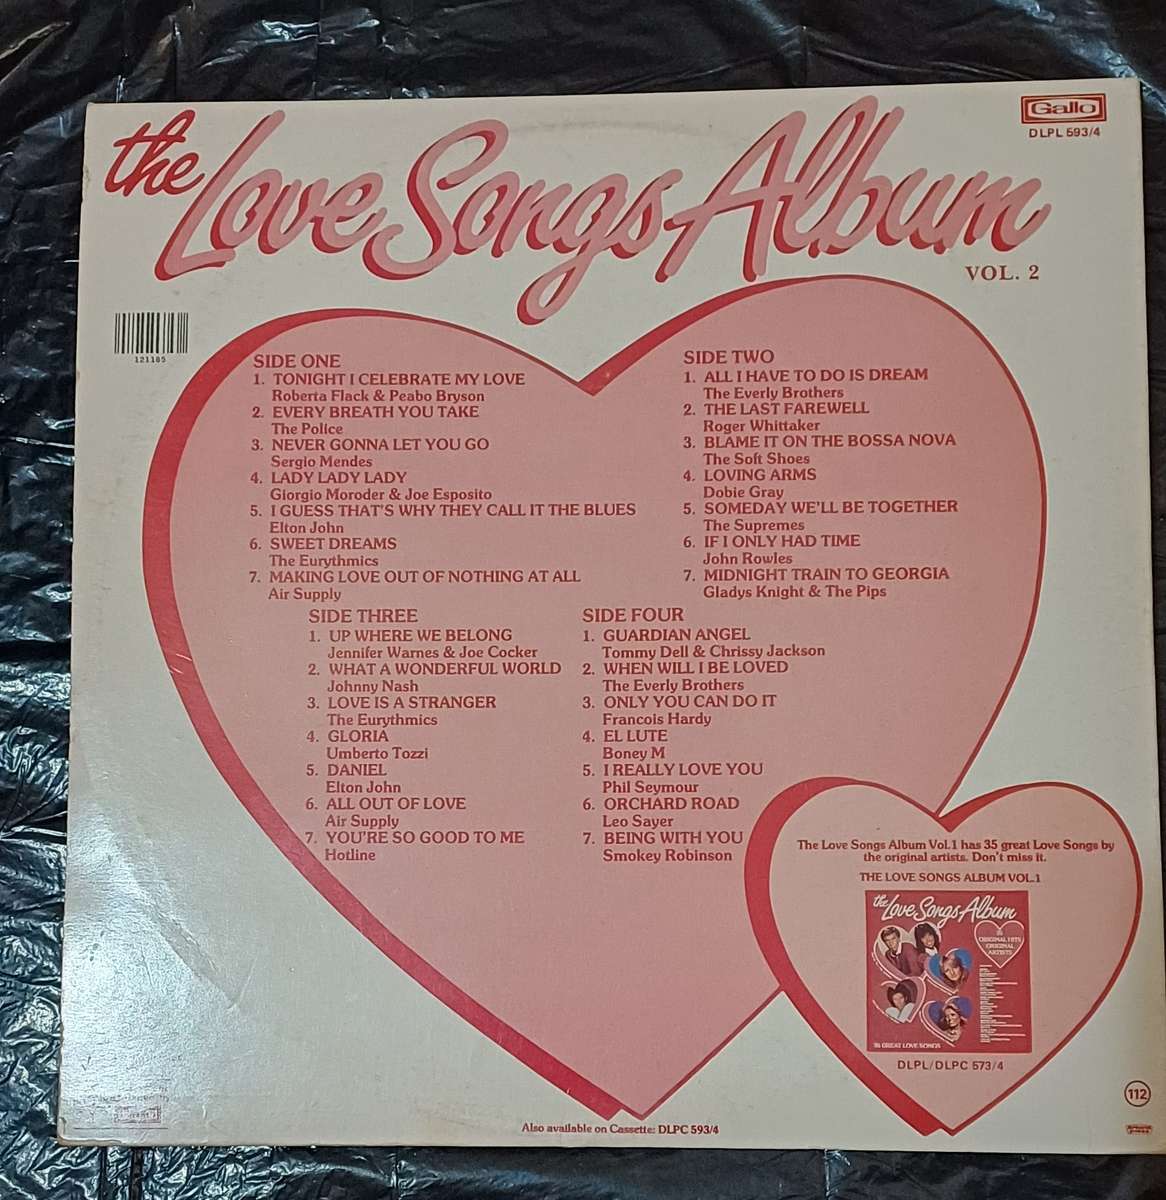 the Love Songs Album
VOL. 2
Gallo
DLPL 593/4
121185
SIDE ONE
1. TONIGHT I CELEBRATE MY LOVE
Roberta Flack & Peabo Bryson
2. EVERY BREATH YOU TAKE
The Police
3. NEVER GONNA LET YOU GO
Sergio Mendes
4. LADY LADY LADY
Giorgio Moroder & Joe Esposito
5. I GUESS THAT'S WHY THEY CALL IT THE BLUES
Elton John
6. SWEET DREAMS
The Eurythmics
7. MAKING LOVE OUT OF NOTHING AT ALL
Air Supply
SIDE TWO
1. ALL I HAVE TO DO IS DREAM
The Everly Brothers
2. THE LAST FAREWELL
Roger Whittaker
3. BLAME IT ON THE BOSSA NOVA
The Soft Shoes
4. LOVING ARMS
Dobie Gray
5. SOMEDAY WE'LL BE TOGETHER
The Supremes
6. IF I ONLY HAD TIME
John Rowles
7. MIDNIGHT TRAIN TO GEORGIA
Gladys Knight & The Pips
SIDE THREE
1. UP WHERE WE BELONG
Jennifer Warnes & Joe Cocker
2. WHAT A WONDERFUL WORLD
Johnny Nash
3. LOVE IS A STRANGER
The Eurythmics
4. GLORIA
Umberto Tozzi
5. DANIEL
Elton John
6. ALL OUT OF LOVE
Air Supply
7. YOU'RE SO GOOD TO ME
Hotline
SIDE FOUR
1. GUARDIAN ANGEL
Tommy Dell & Chrissy Jackson
2. WHEN WILL I BE LOVED
The Everly Brothers
3. ONLY YOU CAN DO IT
Francois Hardy
4. EL LUTE
Boney M
5. I REALLY LOVE YOU
Phil Seymour
6. ORCHARD ROAD
Leo Sayer
7. BEING WITH YOU
Smokey Robinson
The Love Songs Album Vol.1 has 35 great Love Songs by
the original artists. Don't miss it.
THE LOVE SONGS ALBUM VOL.1
the Love Songs Album
35
ORIGINAL HITS
ORIGINAL
ARTISTS
35 GREAT LOVE SONGS
DLPL/DLPC 573/4
112
Also available on Cassette: DLPC 593/4